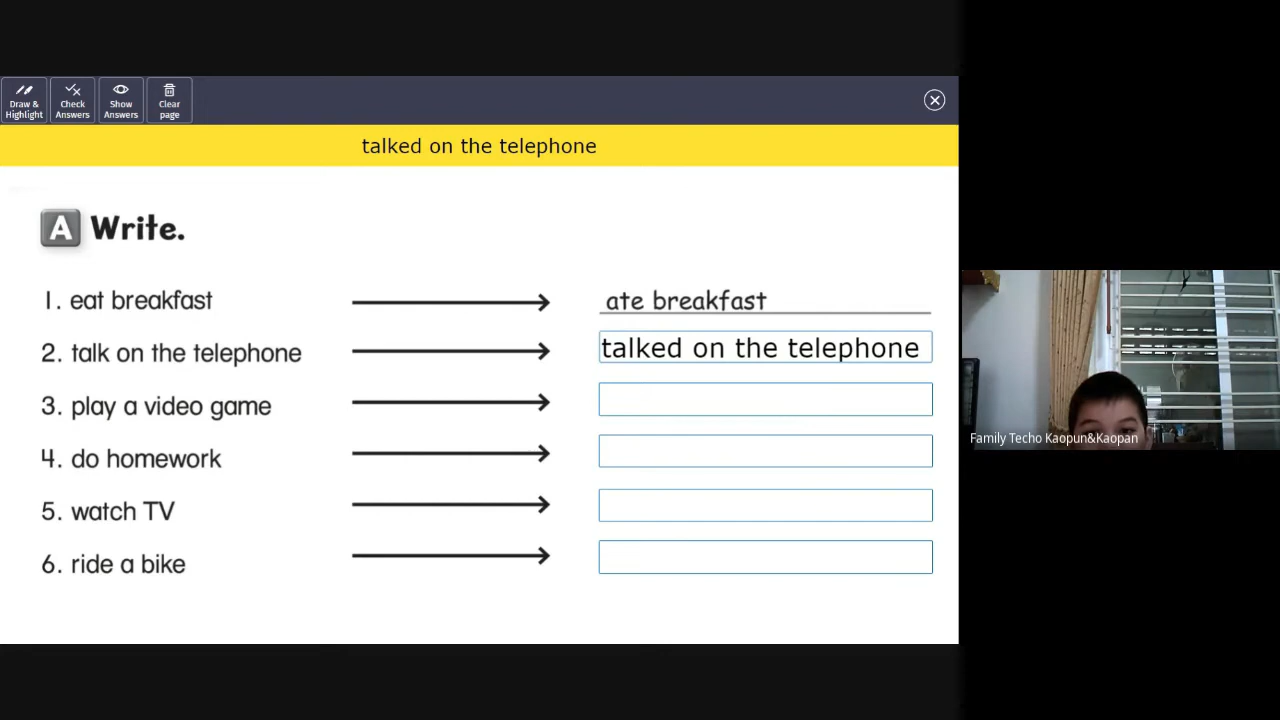 Draw &
Highlight
Check
Answers
Show
Answers
Clear
page
talked on the telephone
A Write.
1. eat breakfast
ate breakfast
2. talk on the telephone
talked on the telephone
3. play a video game
4. do homework
5. watch TV
6. ride a bike
Family Techo Kaopun&Kaopan